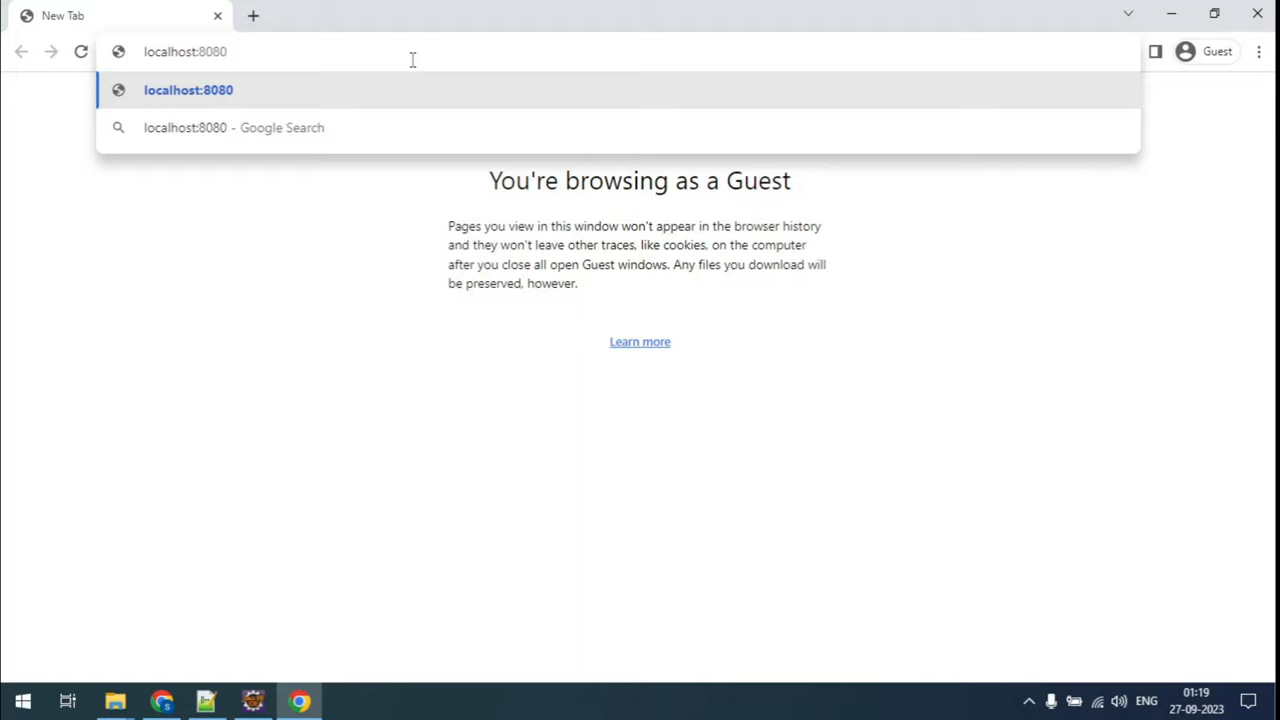 New Tab
localhost:8080
Guest
localhost:8080
localhost:8080 - Google Search
You're browsing as a Guest
Pages you view in this window won't appear in the browser history
and they won't leave other traces, like cookies, on the computer
after you close all open Guest windows. Any files you download will
be preserved, however.
Learn more
ENG
01:19
27-09-2023